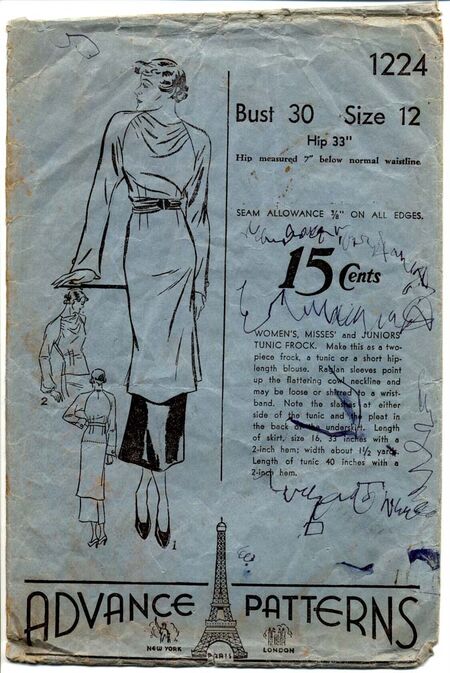 1224
Bust 30 Size 12
Hip 33"
Hip measured 7" below normal waistline
SEAM ALLOWANCE ⅜" ON ALL EDGES.
15 Cents
WOMEN'S, MISSES' and JUNIORS'
TUNIC FROCK. Make this as a two-
piece frock, a tunic or a short hip-
length blouse. Raglan sleeves point
up the flattering cowl neckline and
may be loose or shirred to a wrist-
band. Note the slashes at either
side of the tunic and the pleat in
the back of the underskirt. Length
of skirt, size 16, 33 inches with a
2-inch hem; width about 1½ yards.
Length of tunic 40 inches with a
2-inch hem.
2
1
ADVANCE PATTERNS
NEW YORK PARIS LONDON